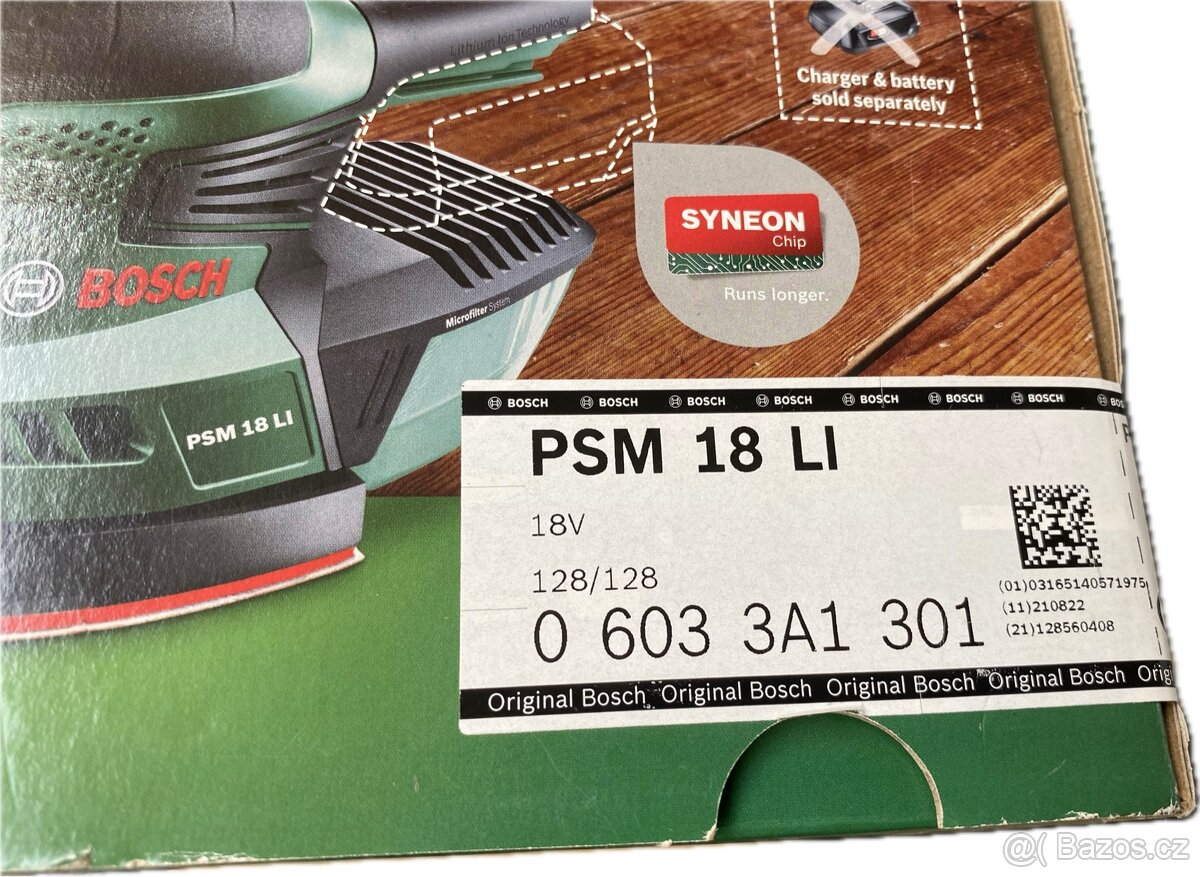 Lithium Ion Technology
Charger & battery
sold separately
SYNEON
Chip
Runs longer.
BOSCH
Microfilter System
PSM 18 LI
BOSCH BOSCH BOSCH BOSCH BOSCH BOSCH BOSCH BOS
PSM 18 LI
P
18V
128/128
0 603 3A1 301
(01)03165140571975
(11)210822
(21)128560408
Original Bosch Original Bosch Original Bosch Original Bosch Orig
@( Bazos.cz